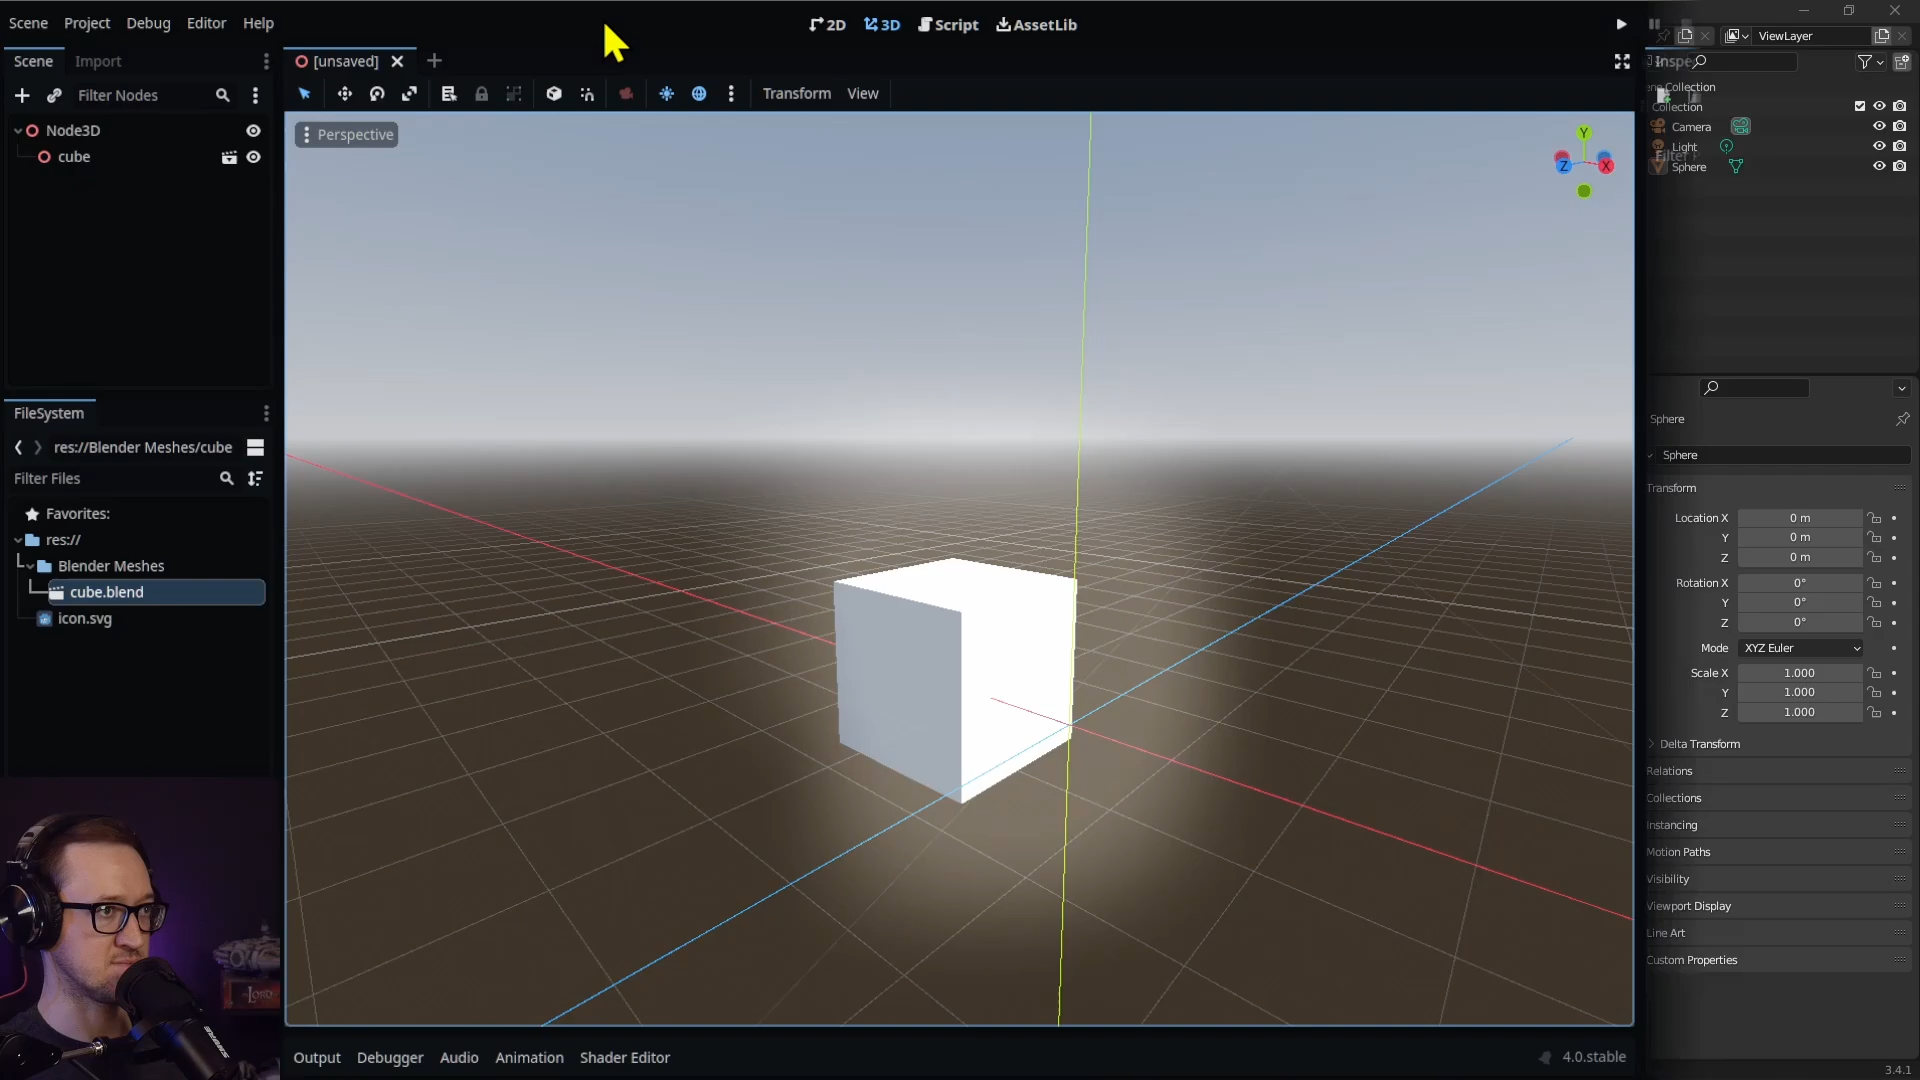 Scene Project Debug Editor Help
2D 3D Script AssetLib
ViewLayer
Scene Import
[unsaved]
Inspe
Filter Nodes
Transform View
ne Collection
Collection
Node3D
Perspective
Y
Camera
cube
Light
Filter
Z X
Sphere
FileSystem
Sphere
res://Blender Meshes/cube
Sphere
Filter Files
Transform
Favorites:
Location X 0 m
res://
Y 0 m
Blender Meshes
Z 0 m
cube.blend
Rotation X 0°
icon.svg
Y 0°
Z 0°
Mode XYZ Euler
Scale X 1.000
Y 1.000
Z 1.000
Delta Transform
Relations
Collections
Instancing
Motion Paths
Visibility
Viewport Display
Line Art
Custom Properties
LORD
Output Debugger Audio Animation Shader Editor
4.0.stable
3.4.1